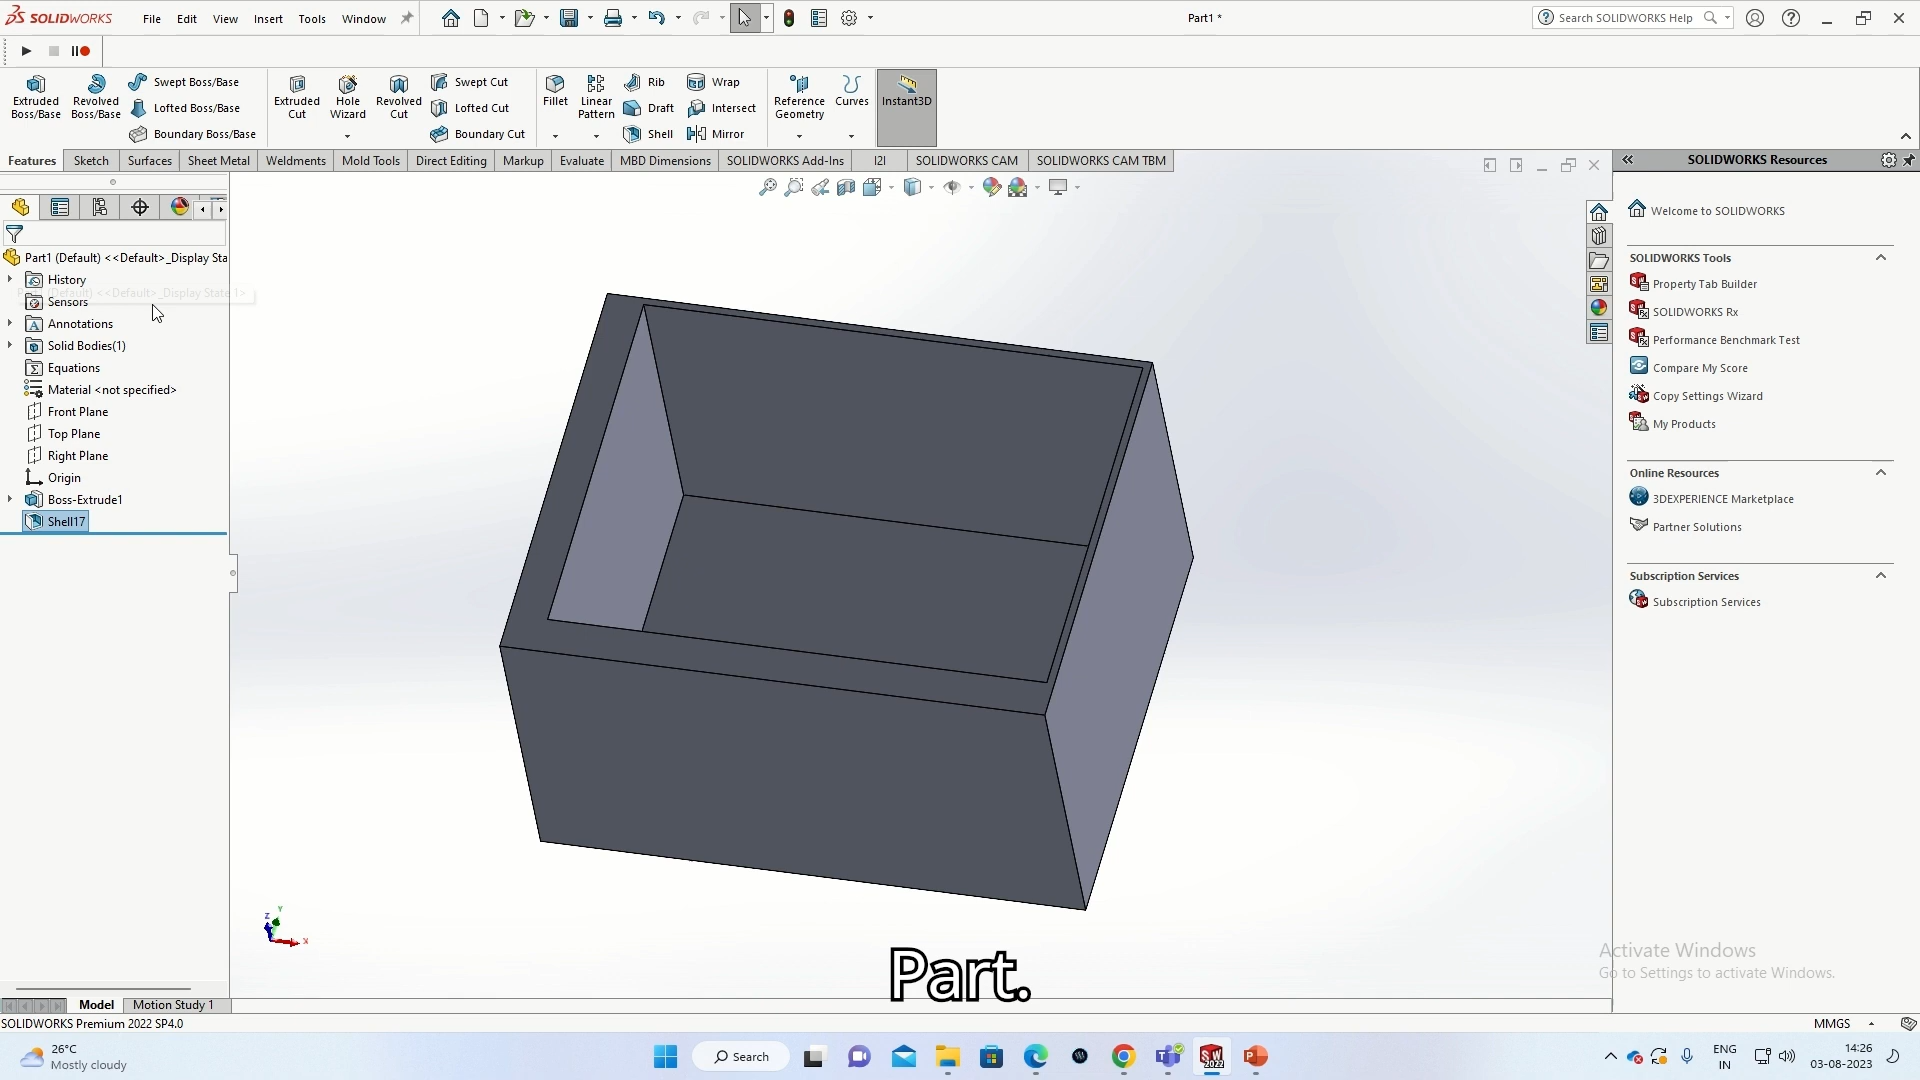 SOLIDWORKS File Edit View Insert Tools Window Part1 * Search SOLIDWORKS Help
Extruded Boss/Base
Revolved Boss/Base
Swept Boss/Base
Lofted Boss/Base
Boundary Boss/Base
Extruded Cut
Hole Wizard
Revolved Cut
Swept Cut
Lofted Cut
Boundary Cut
Fillet
Linear Pattern
Rib
Draft
Shell
Wrap
Intersect
Mirror
Reference Geometry
Curves
Instant3D
Features Sketch Surfaces Sheet Metal Weldments Mold Tools Direct Editing Markup Evaluate MBD Dimensions SOLIDWORKS Add-Ins I2I SOLIDWORKS CAM SOLIDWORKS CAM TBM
Part1 (Default) <<Default>_Display Sta
History
Part1 (Default) <<Default>_Display State 1>
Sensors
Annotations
Solid Bodies(1)
Equations
Material <not specified>
Front Plane
Top Plane
Right Plane
Origin
Boss-Extrude1
Shell17
SOLIDWORKS Resources
Welcome to SOLIDWORKS
SOLIDWORKS Tools
Property Tab Builder
SOLIDWORKS Rx
Performance Benchmark Test
Compare My Score
Copy Settings Wizard
My Products
Online Resources
3DEXPERIENCE Marketplace
Partner Solutions
Subscription Services
Subscription Services
Z Y X
Part.
Activate Windows
Go to Settings to activate Windows.
Model Motion Study 1
SOLIDWORKS Premium 2022 SP4.0 MMGS
26°C
Mostly cloudy
Search
ENG
IN
14:26
03-08-2023